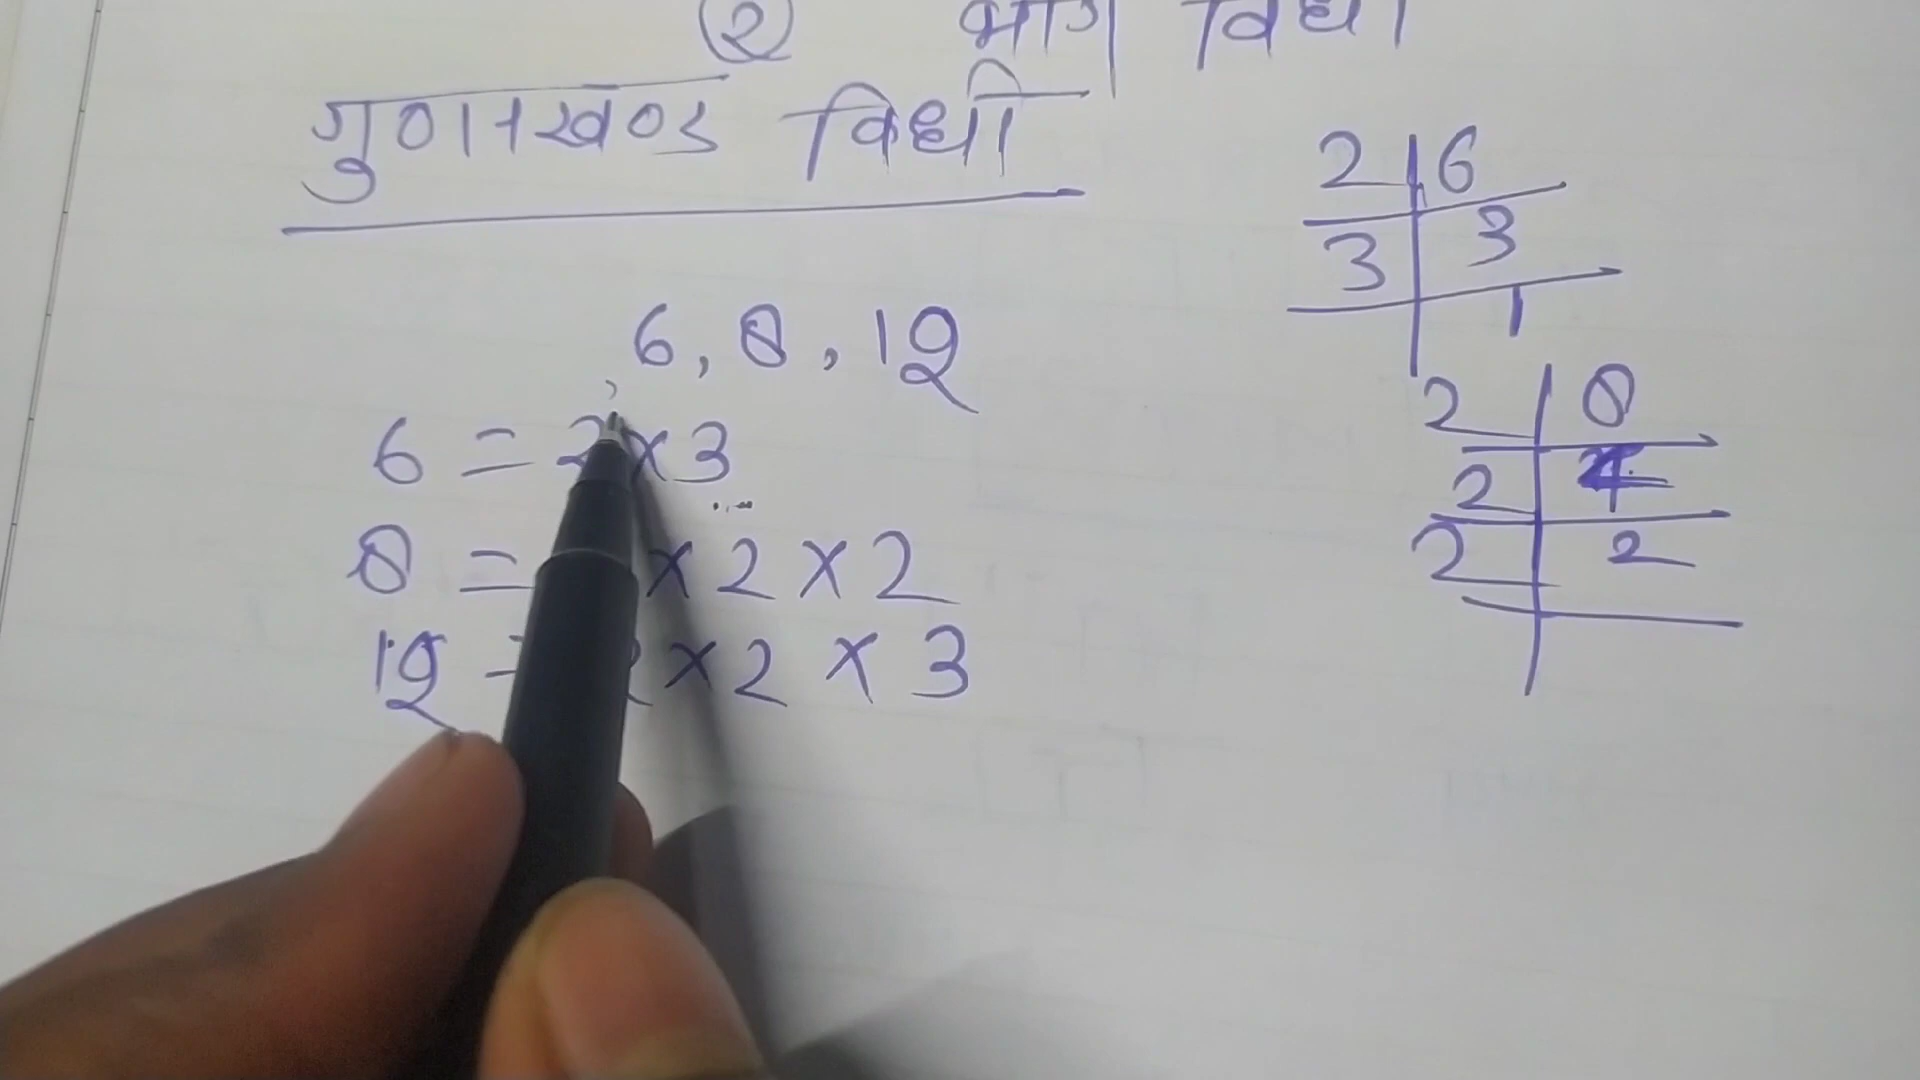 ② भाग विधी
गुणनखण्ड विधी
6, 8, 12
6 = 2×3
8 = × 2 × 2
12 = 2 × 2 × 3
2 | 6
3 | 3
1
2 | 8
2 | 4
2 | 2